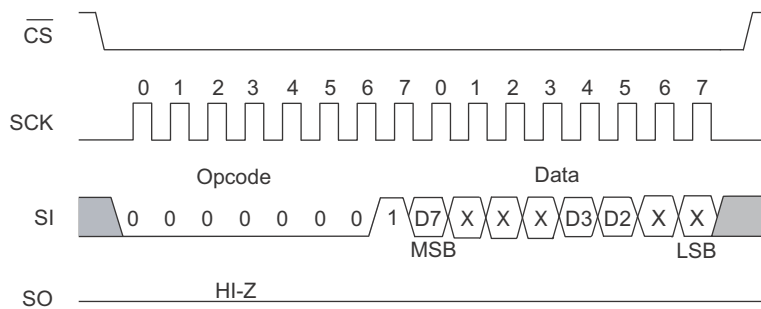 CS
0 1 2 3 4 5 6 7 0 1 2 3 4 5 6 7
SCK
Opcode Data
SI 0 0 0 0 0 0 0 1 D7 X X X D3 D2 X X
MSB LSB
HI-Z
SO